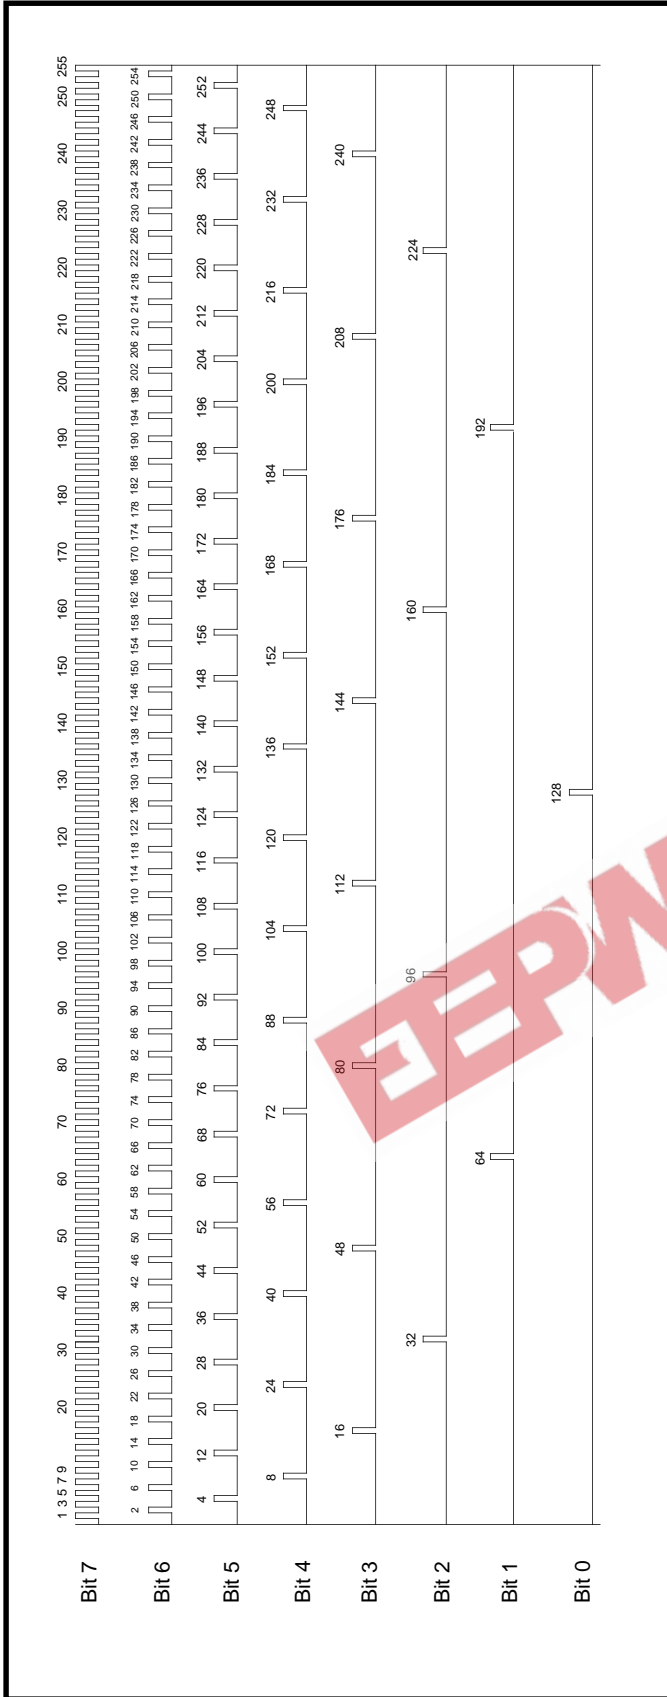 Bit 7
1 3 5 7 9 20 30 40 50 60 70 80 90 100 110 120 130 140 150 160 170 180 190 200 210 220 230 240 250 255
Bit 6
2 6 10 14 18 22 26 30 34 38 42 46 50 54 58 62 66 70 74 78 82 86 90 94 98 102 106 110 114 118 122 126 130 134 138 142 146 150 154 158 162 166 170 174 178 182 186 190 194 198 202 206 210 214 218 222 226 230 234 238 242 246 250 254
Bit 5
4 12 20 28 36 44 52 60 68 76 84 92 100 108 116 124 132 140 148 156 164 172 180 188 196 204 212 220 228 236 244 252
Bit 4
8 24 40 56 72 88 104 120 136 152 168 184 200 216 232 248
Bit 3
16 48 80 112 144 176 208 240
Bit 2
32 96 160 224
Bit 1
64 192
Bit 0
128
EEPW